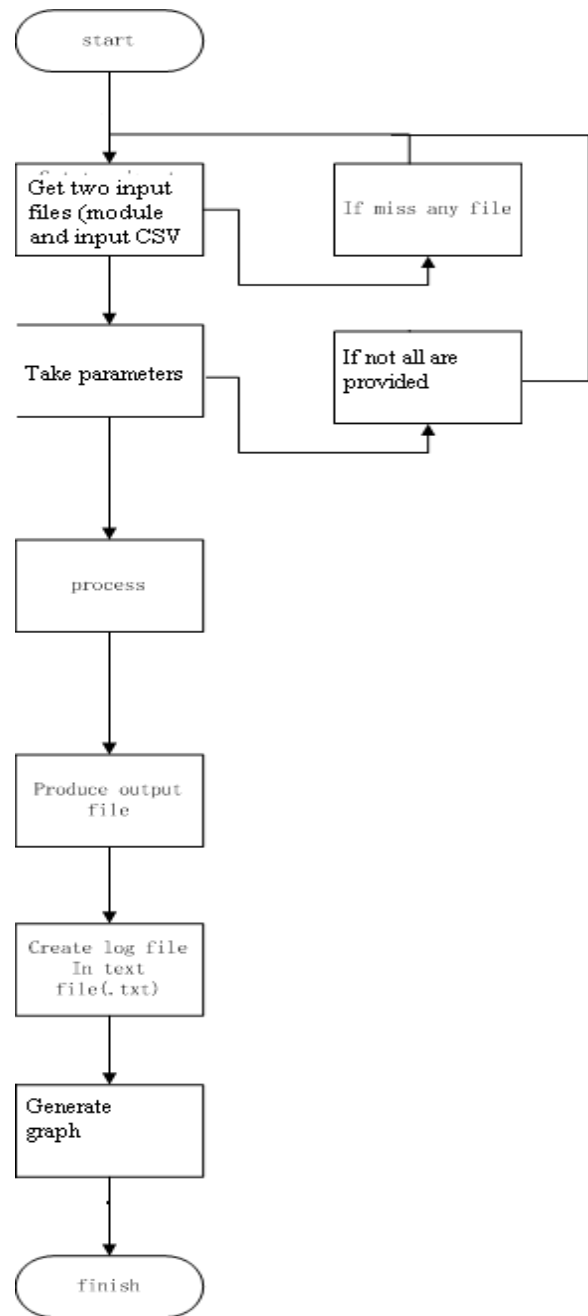 start
Get two input
files (module
and input CSV
If miss any file
Take parameters
If not all are
provided
process
Produce output
file
Create log file
In text
file(.txt)
Generate
graph
finish